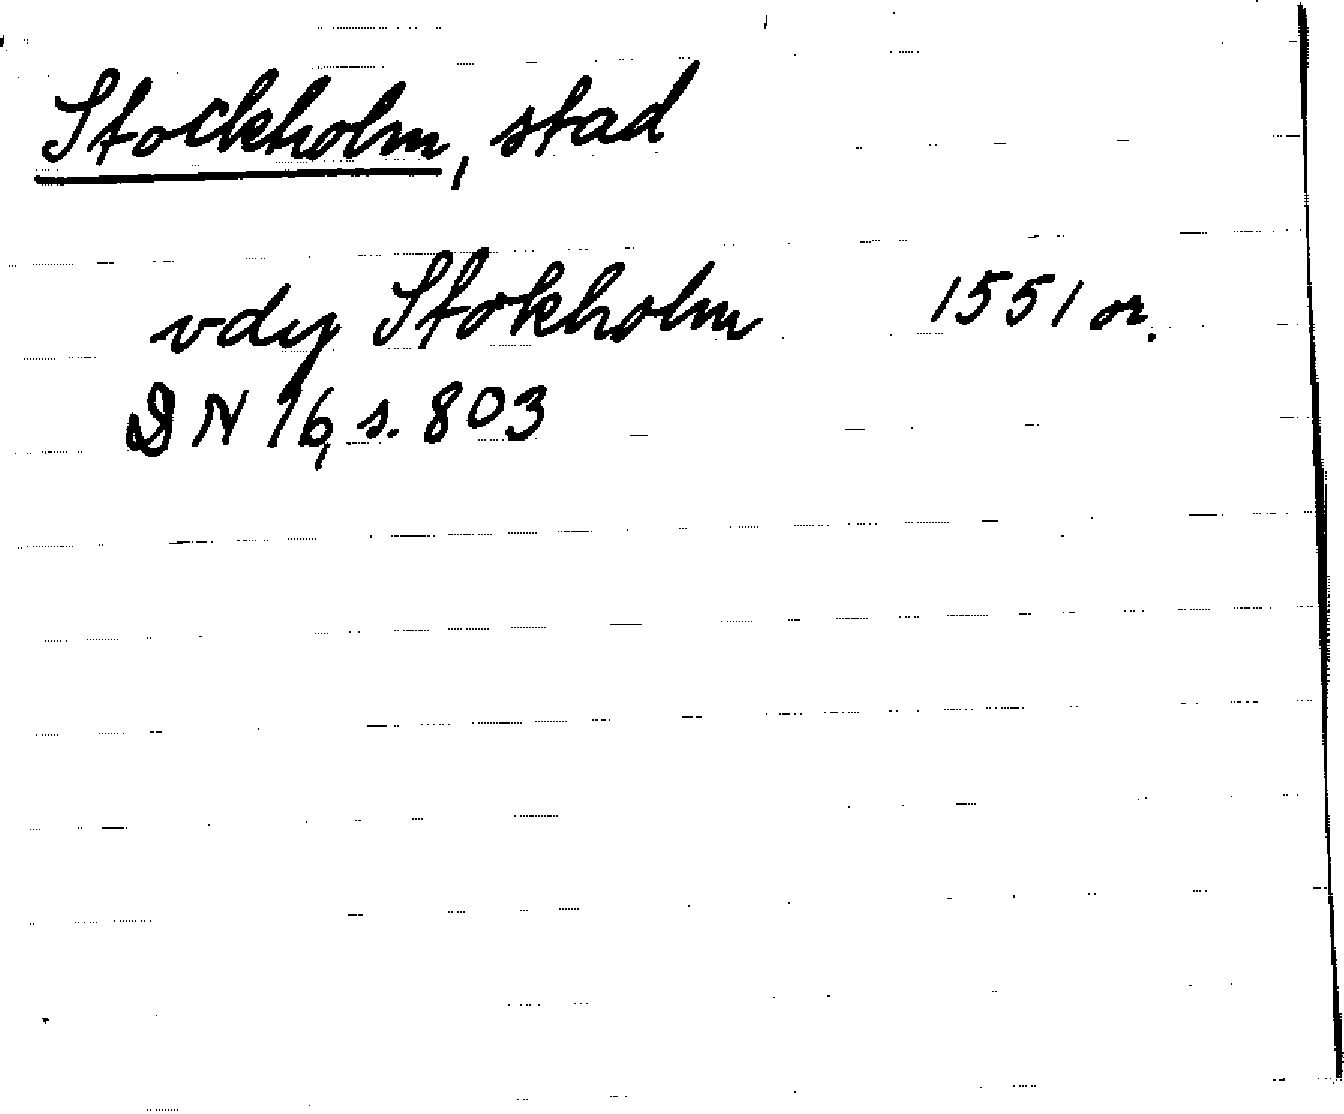 Stockholm, stad
vdy Stokholm 1551 or.
DN 16, s. 803